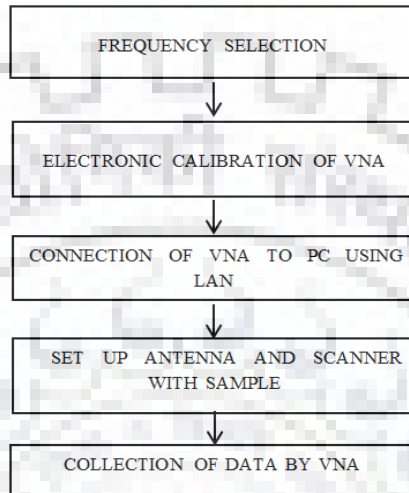 FREQUENCY SELECTION
ELECTRONIC CALIBRATION OF VNA
CONNECTION OF VNA TO PC USING
LAN
SET UP ANTENNA AND SCANNER
WITH SAMPLE
COLLECTION OF DATA BY VNA